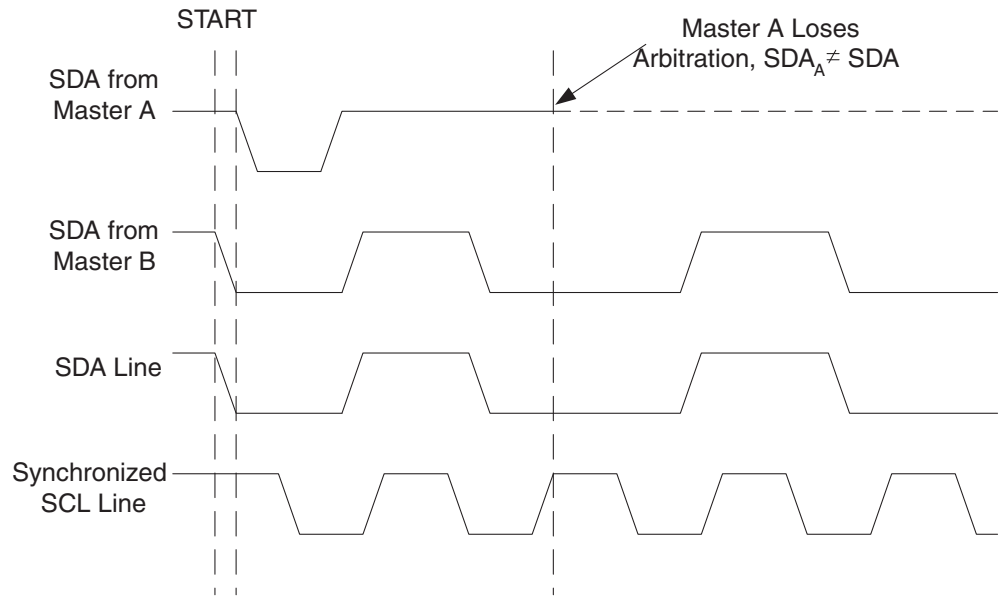 START
Master A Loses
Arbitration, SDA_A ≠ SDA
SDA from
Master A
SDA from
Master B
SDA Line
Synchronized
SCL Line